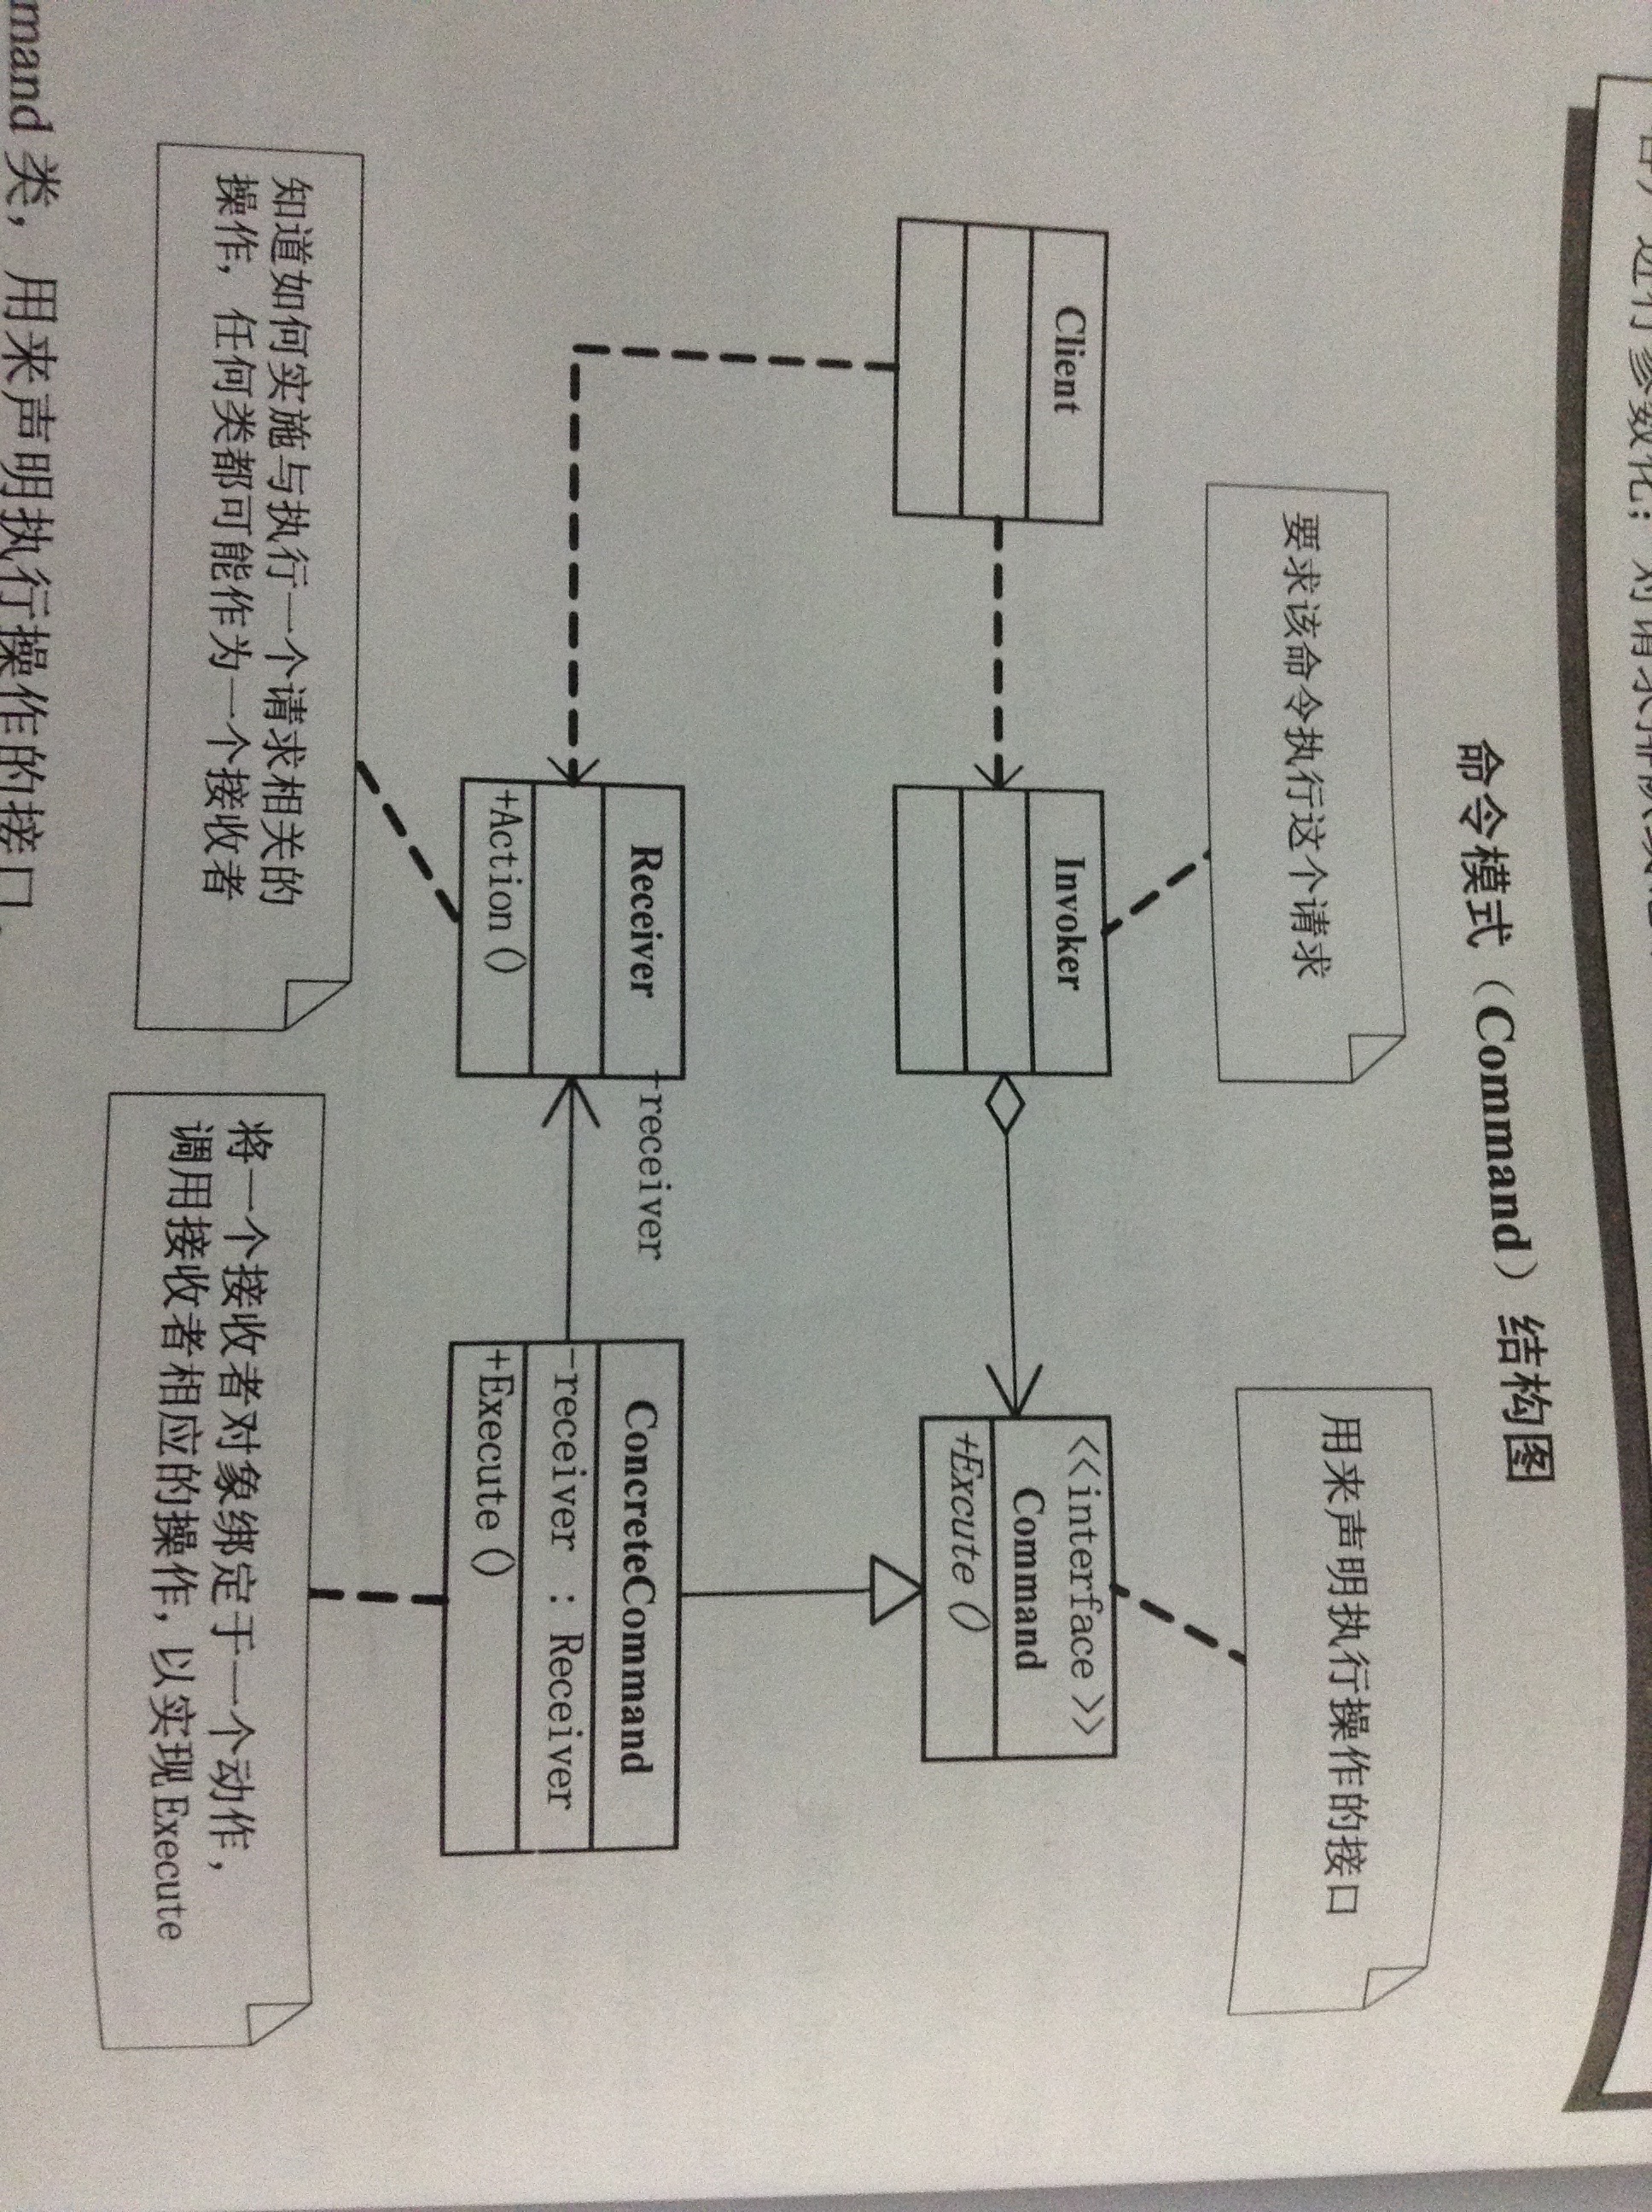 进行参数化；对请求排队或
命令模式（Command）结构图
要求该命令执行这个请求
用来声明执行操作的接口
Client
Invoker
<<interface>>
Command
+Excute()
Receiver
+receiver
+Action()
ConcreteCommand
-receiver : Receiver
+Execute()
知道如何实施与执行一个请求相关的
操作，任何类都可能作为一个接收者
将一个接收者对象绑定于一个动作，
调用接收者相应的操作，以实现Execute
mand 类，用来声明执行操作的接口